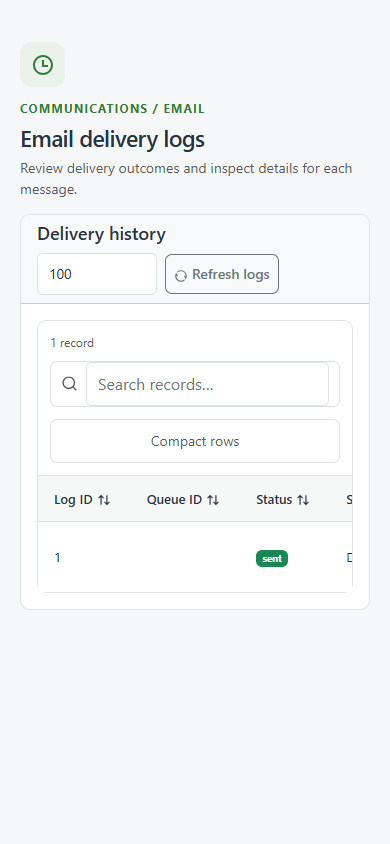 COMMUNICATIONS / EMAIL
Email delivery logs
Review delivery outcomes and inspect details for each
message.
Delivery history
100
Refresh logs
1 record
Search records...
Compact rows
Log ID Queue ID Status S
1 sent